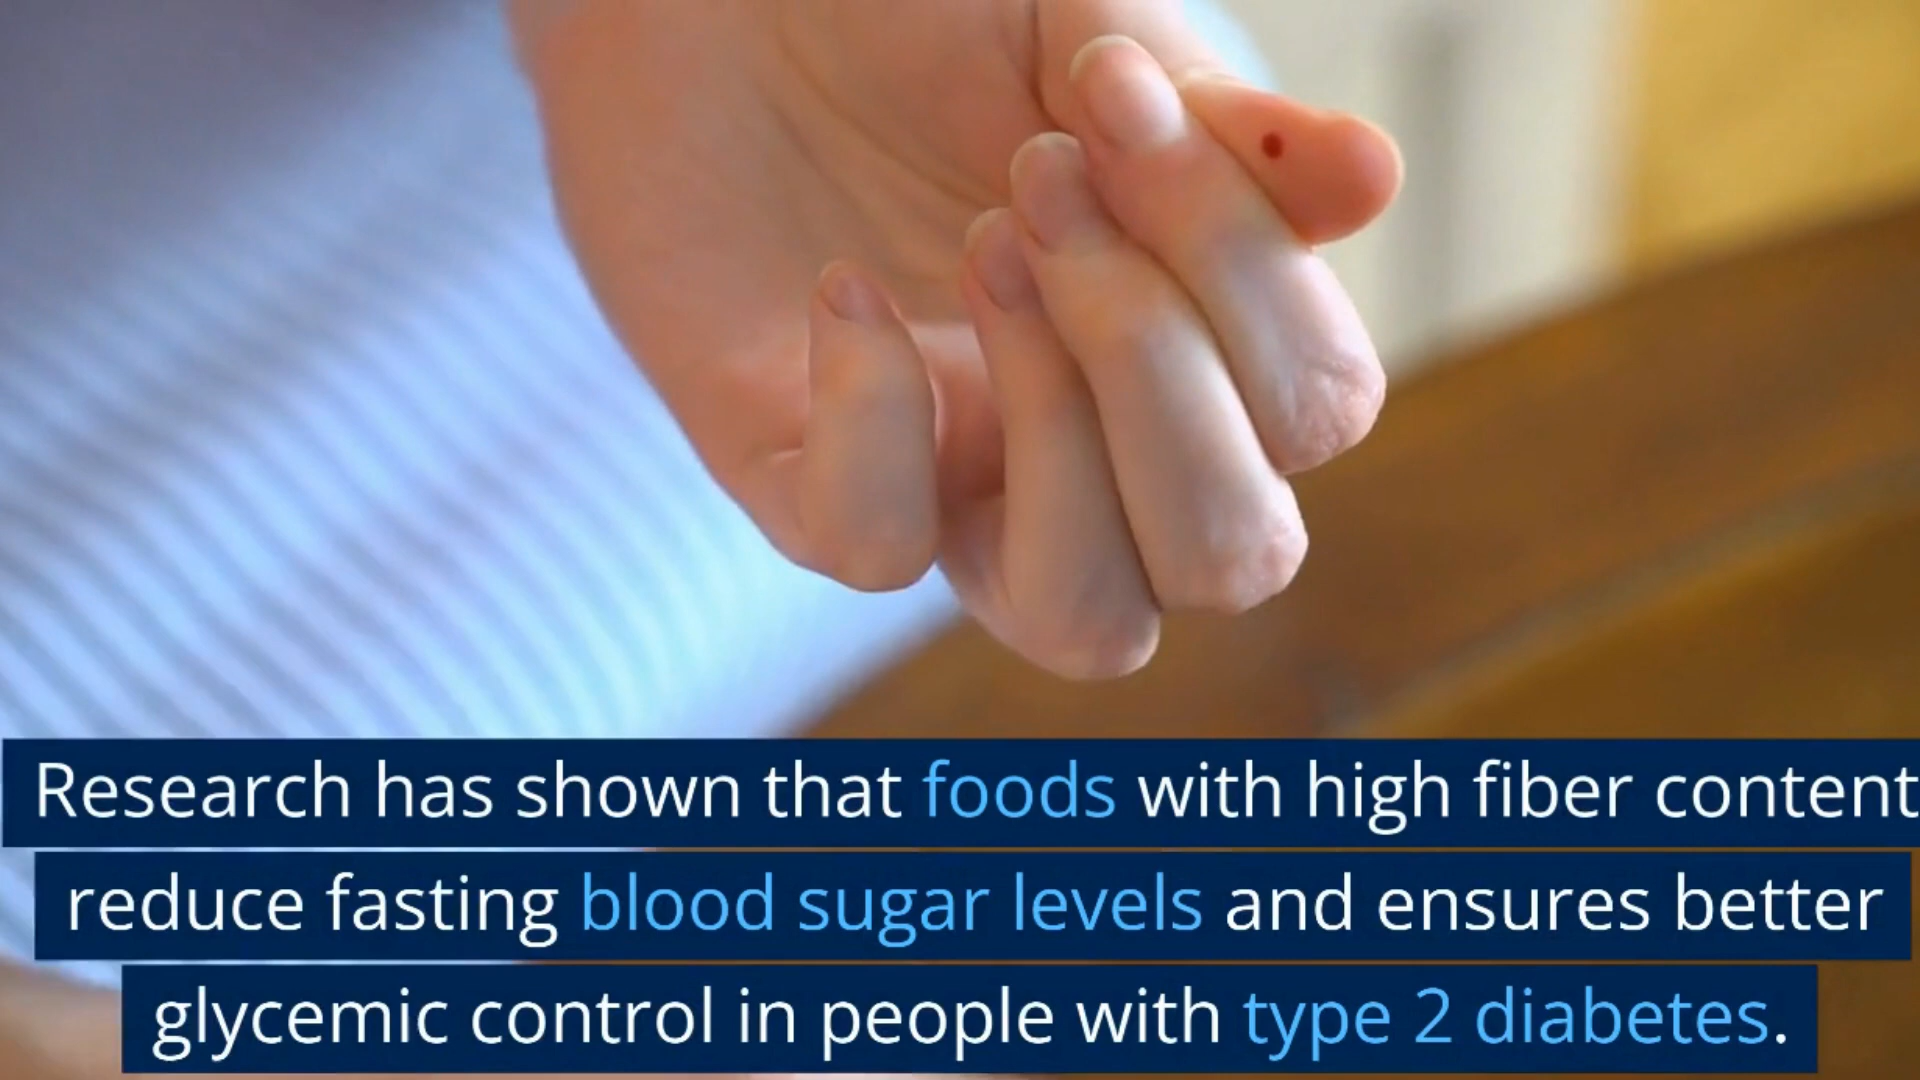 Research has shown that foods with high fiber content
reduce fasting blood sugar levels and ensures better
glycemic control in people with type 2 diabetes.